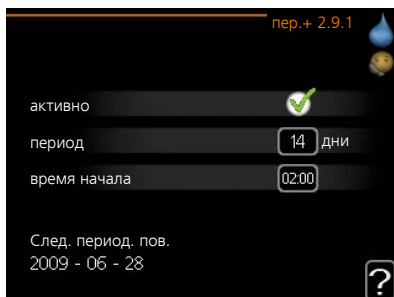 пер.+ 2.9.1
активно
период 14 дни
время начала 02:00
След. период. пов.
2009 - 06 - 28
?